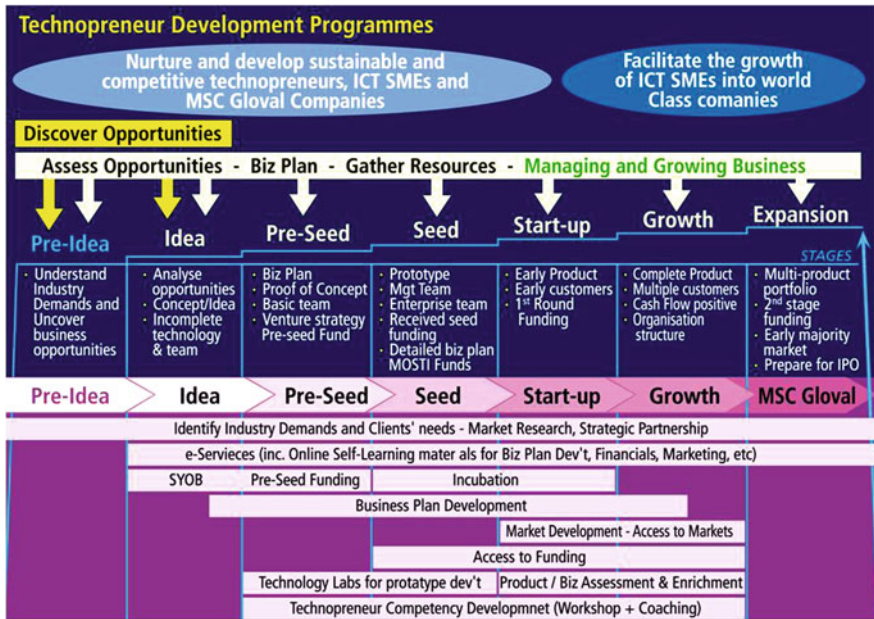 Technopreneur Development Programmes
Nurture and develop sustainable and
competitive technopreneurs, ICT SMEs and
MSC Gloval Companies
Facilitate the growth
of ICT SMEs into world
Class comanies
Discover Opportunities
Assess Opportunities - Biz Plan - Gather Resources - Managing and Growing Business
Pre-Idea
Idea
Pre-Seed
Seed
Start-up
Growth
Expansion
STAGES
· Understand
Industry
Demands and
Uncover
business
opportunities
· Analyse
opportunities
· Concept/Idea
· Incomplete
technology
& team
· Biz Plan
· Proof of Concept
· Basic team
· Venture strategy
Pre-seed Fund
· Prototype
· Mgt Team
· Enterprise team
· Received seed
funding
· Detailed biz plan
MOSTI Funds
· Early Product
· Early customers
· 1st Round
Funding
· Complete Product
· Multiple customers
· Cash Flow positive
· Organisation
structure
· Multi-product
portfolio
· 2nd stage
funding
· Early majority
market
· Prepare for IPO
Pre-Idea
Idea
Pre-Seed
Seed
Start-up
Growth
MSC Gloval
Identify Industry Demands and Clients' needs - Market Research, Strategic Partnership
e-Servieces (inc. Online Self-Learning mater als for Biz Plan Dev't, Financials, Marketing, etc)
SYOB
Pre-Seed Funding
Incubation
Business Plan Development
Market Development - Access to Markets
Access to Funding
Technology Labs for protatype dev't
Product / Biz Assessment & Enrichment
Technopreneur Competency Developmnet (Workshop + Coaching)